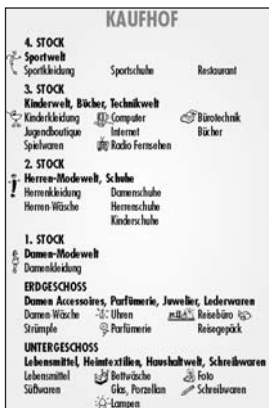 KAUFHOF
4. STOCK
Sportwelt
Sportkleidung Sportschuhe Restaurant
3. STOCK
Kinderwelt, Bücher, Technikwelt
Kinderkleidung Computer Bürotechnik
Jugendboutique Internet Bücher
Spielwaren Radio Fernsehen
2. STOCK
Herren-Modewelt, Schuhe
Herrenkleidung Damenschuhe
Herren-Wäsche Herrenschuhe
Kinderschuhe
1. STOCK
Damen-Modewelt
Damenkleidung
ERDGESCHOSS
Damen Accessoires, Parfümerie, Juwelier, Lederwaren
Damen-Wäsche Uhren Reisebüro
Strümpfe Parfümerie Reisegepäck
UNTERGESCHOSS
Lebensmittel, Heimtextilien, Haushaltwelt, Schreibwaren
Lebensmittel Bettwäsche Foto
Süßwaren Glas, Porzellan Schreibwaren
Lampen